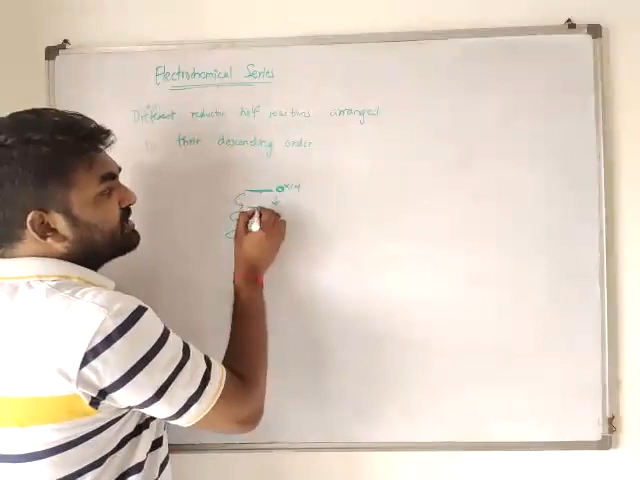 Electrochemical Series
Different reduction half reactions arranged
their descending order